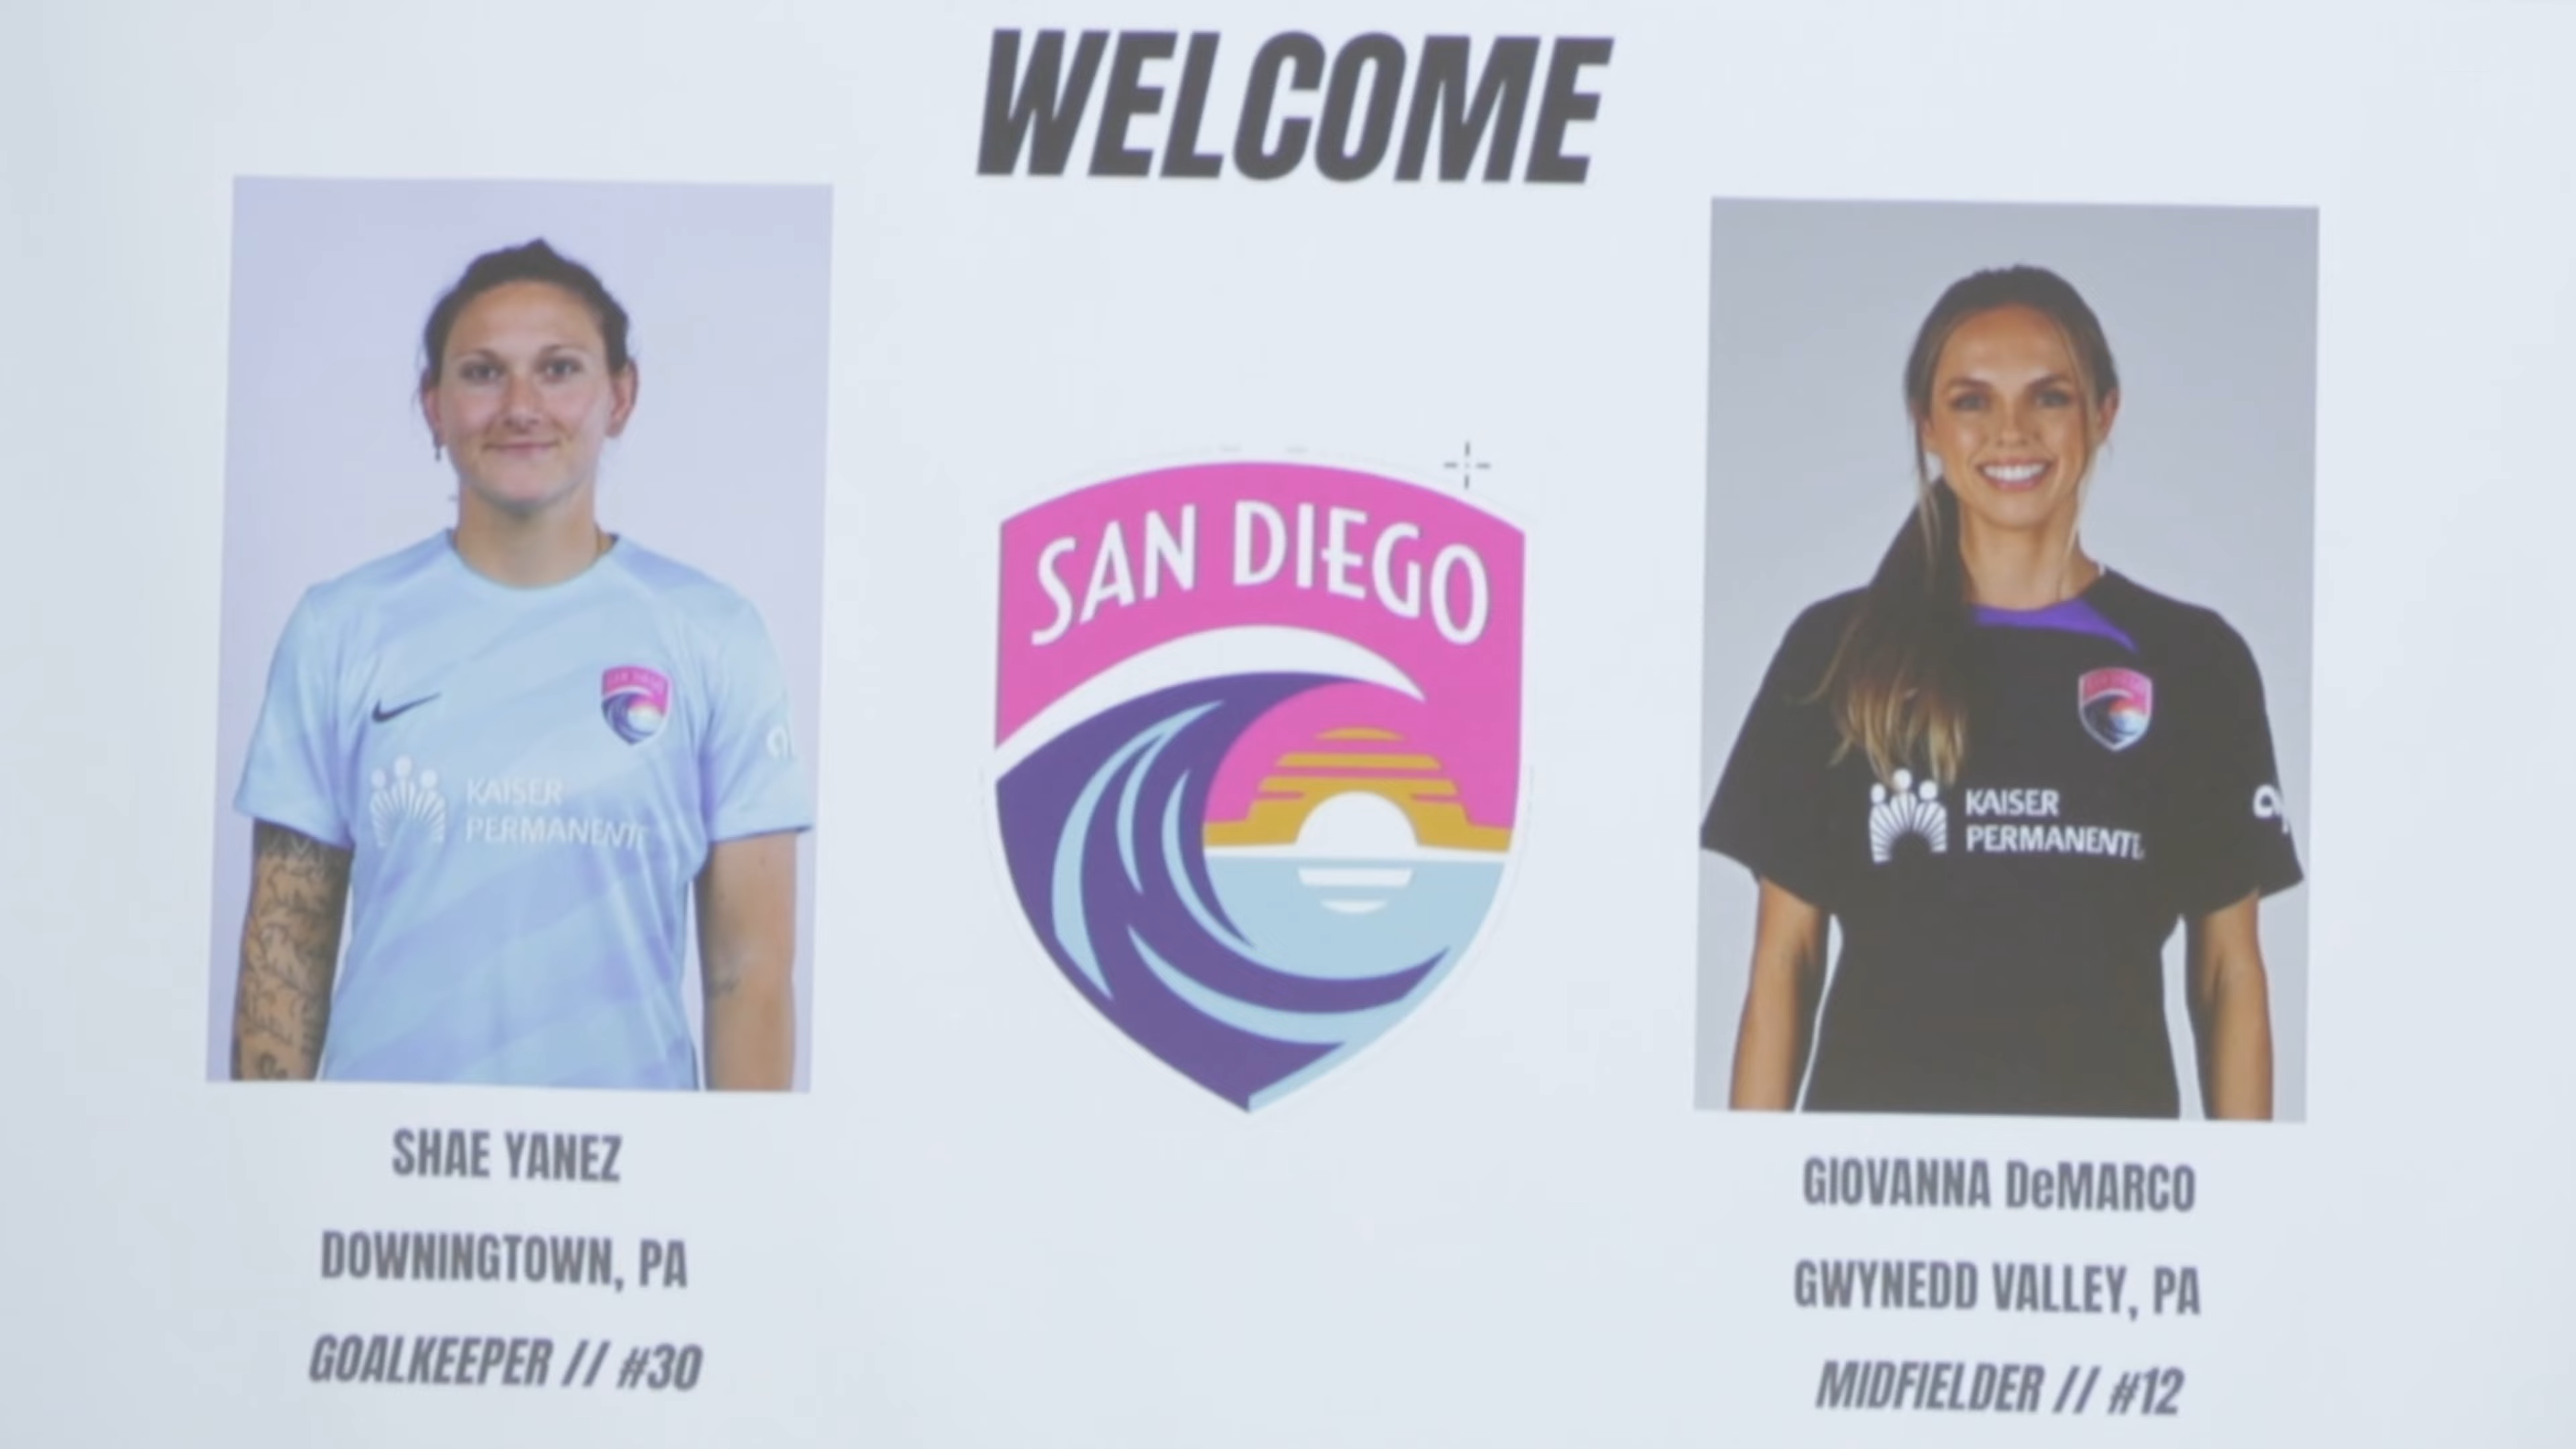 WELCOME
SAN DIEGO
KAISER
PERMANENTE
KAISER
PERMANENTE
SHAE YANEZ
DOWNINGTOWN, PA
GOALKEEPER // #30
GIOVANNA DeMARCO
GWYNEDD VALLEY, PA
MIDFIELDER // #12